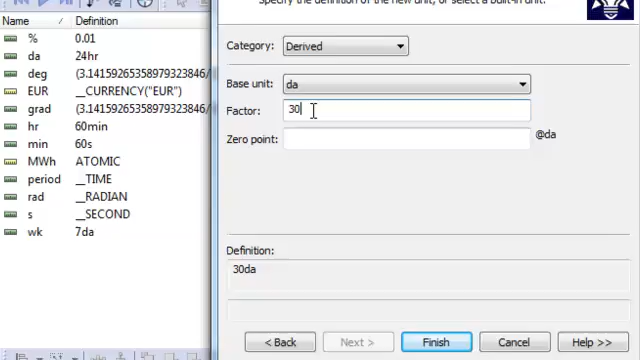 Specify the definition of the new unit, or select a built-in unit.
Name / Definition
% 0.01
da 24hr
deg (3.14159265358979323846/
EUR __CURRENCY("EUR")
grad (3.14159265358979323846/
hr 60min
min 60s
MWh ATOMIC
period __TIME
rad __RADIAN
s __SECOND
wk 7da
Category: Derived
Base unit: da
Factor: 30
Zero point: @da
Definition:
30da
< Back Next > Finish Cancel Help >>